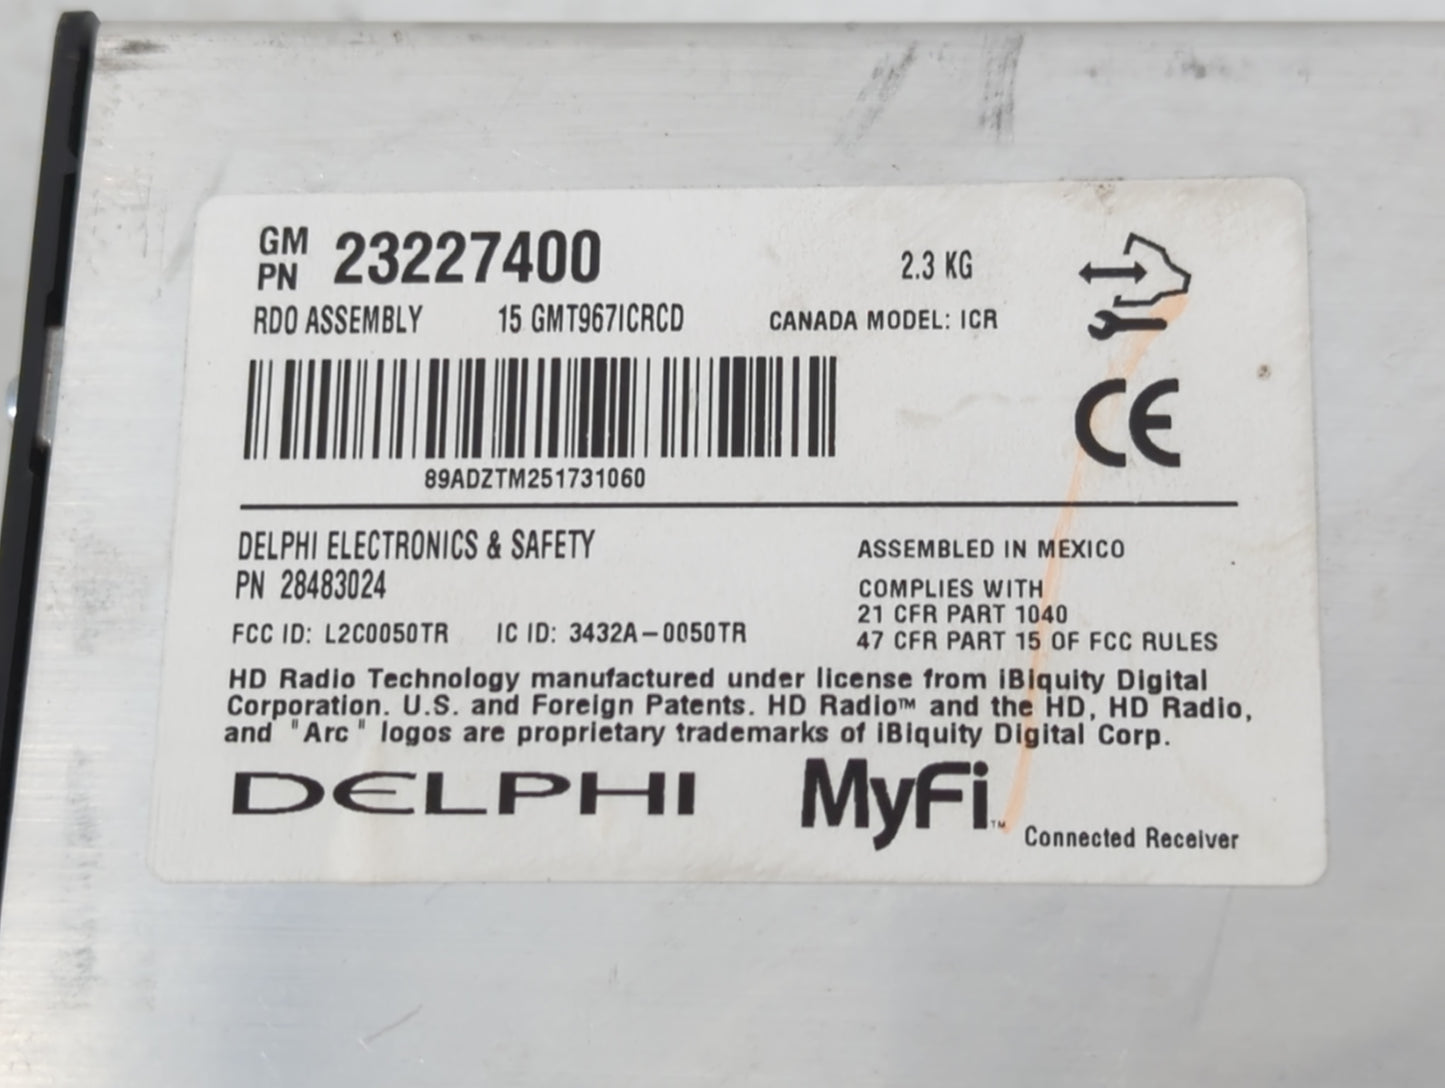 GM PN 23227400
2.3 KG
RDO ASSEMBLY 15 GMT967ICRCD CANADA MODEL: ICR
CE
89ADZTM251731060
DELPHI ELECTRONICS & SAFETY
PN 28483024
ASSEMBLED IN MEXICO
COMPLIES WITH
21 CFR PART 1040
47 CFR PART 15 OF FCC RULES
FCC ID: L2C0050TR IC ID: 3432A-0050TR
HD Radio Technology manufactured under license from iBiquity Digital
Corporation. U.S. and Foreign Patents. HD Radio™ and the HD, HD Radio,
and "Arc" logos are proprietary trademarks of iBiquity Digital Corp.
DELPHI MyFi™ Connected Receiver